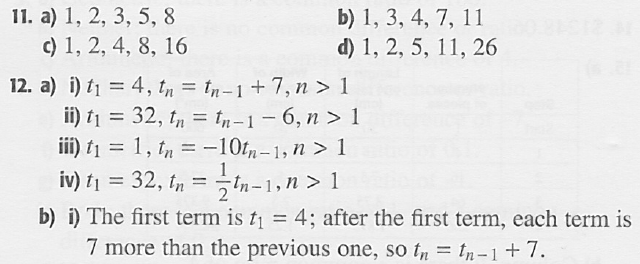 11. a) 1, 2, 3, 5, 8 b) 1, 3, 4, 7, 11
c) 1, 2, 4, 8, 16 d) 1, 2, 5, 11, 26
12. a) i) t₁ = 4, tₙ = tₙ₋₁ + 7, n > 1
ii) t₁ = 32, tₙ = tₙ₋₁ − 6, n > 1
iii) t₁ = 1, tₙ = −10tₙ₋₁, n > 1
iv) t₁ = 32, tₙ = 1/2 tₙ₋₁, n > 1
b) i) The first term is t₁ = 4; after the first term, each term is
7 more than the previous one, so tₙ = tₙ₋₁ + 7.